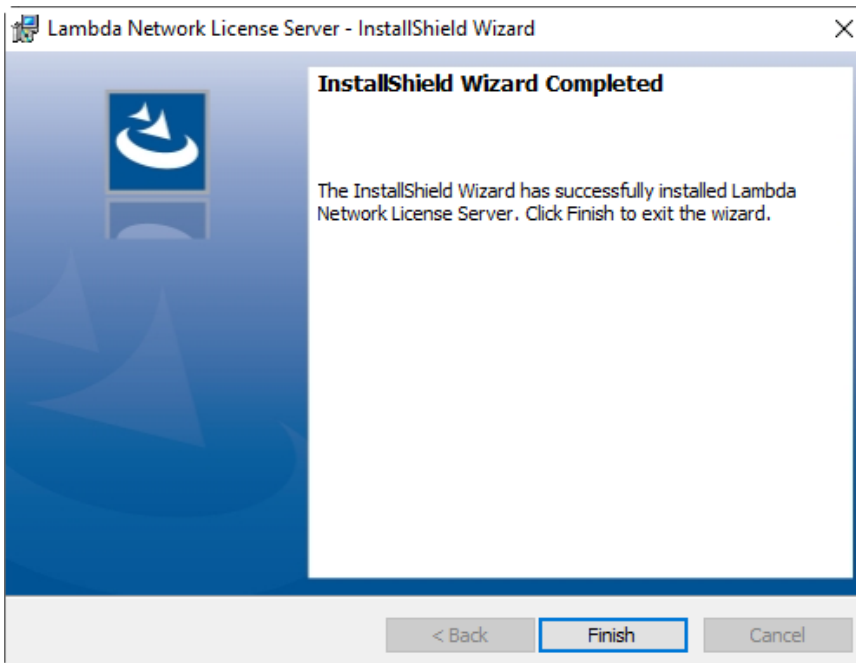 Lambda Network License Server - InstallShield Wizard
InstallShield Wizard Completed
The InstallShield Wizard has successfully installed Lambda
Network License Server. Click Finish to exit the wizard.
< Back Finish Cancel